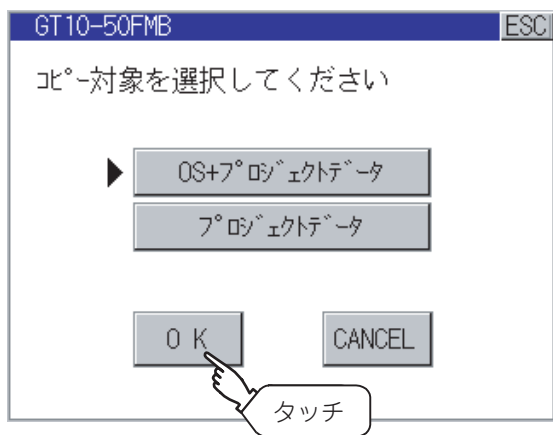 GT10-50FMB ESC
ｺﾋﾟｰ対象を選択してください
OS+ﾌﾟﾛｼﾞｪｸﾄﾃﾞｰﾀ
ﾌﾟﾛｼﾞｪｸﾄﾃﾞｰﾀ
O K CANCEL
タッチ